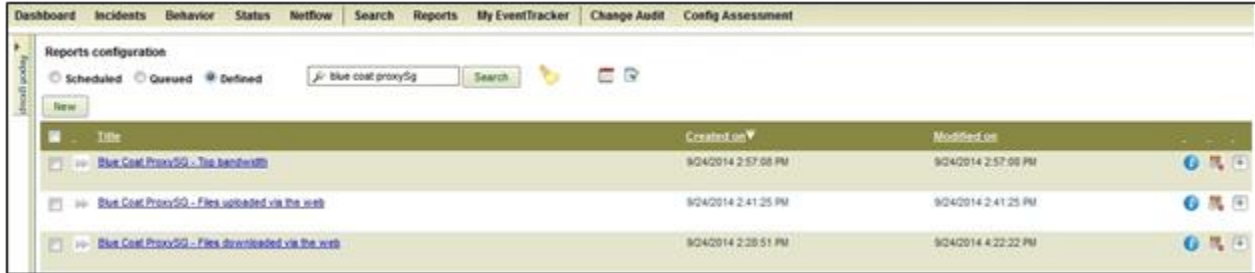 Dashboard Incidents Behavior Status Netflow Search Reports My EventTracker Change Audit Config Assessment
Report group
Reports configuration
Scheduled Queued Defined blue coat proxySg Search
New
Title Created on Modified on
Blue Coat ProxySG - Top bandwidth 9/24/2014 2:57:08 PM 9/24/2014 2:57:08 PM
Blue Coat ProxySG - Files uploaded via the web 9/24/2014 2:41:25 PM 9/24/2014 2:41:25 PM
Blue Coat ProxySG - Files downloaded via the web 9/24/2014 2:28:51 PM 9/24/2014 4:22:22 PM